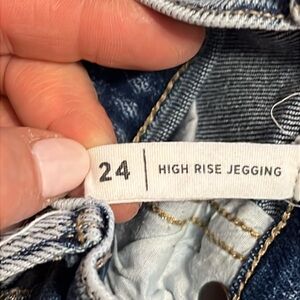 24 | HIGH RISE JEGGING